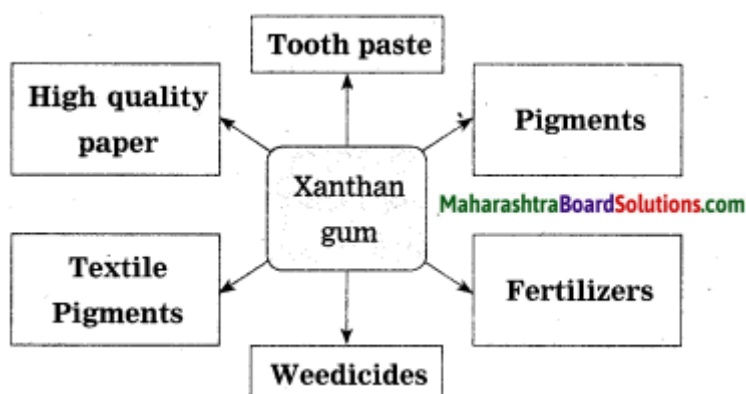 Tooth paste
High quality
paper
Pigments
Xanthan
gum
MaharashtraBoardSolutions.com
Textile
Pigments
Fertilizers
Weedicides